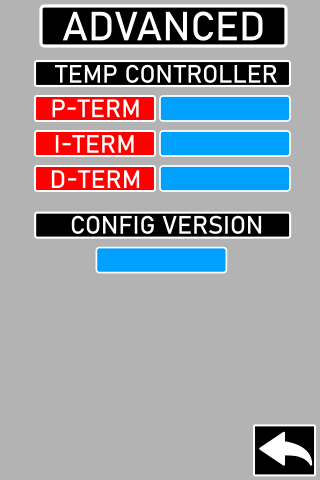 ADVANCED
TEMP CONTROLLER
P-TERM
I-TERM
D-TERM
CONFIG VERSION